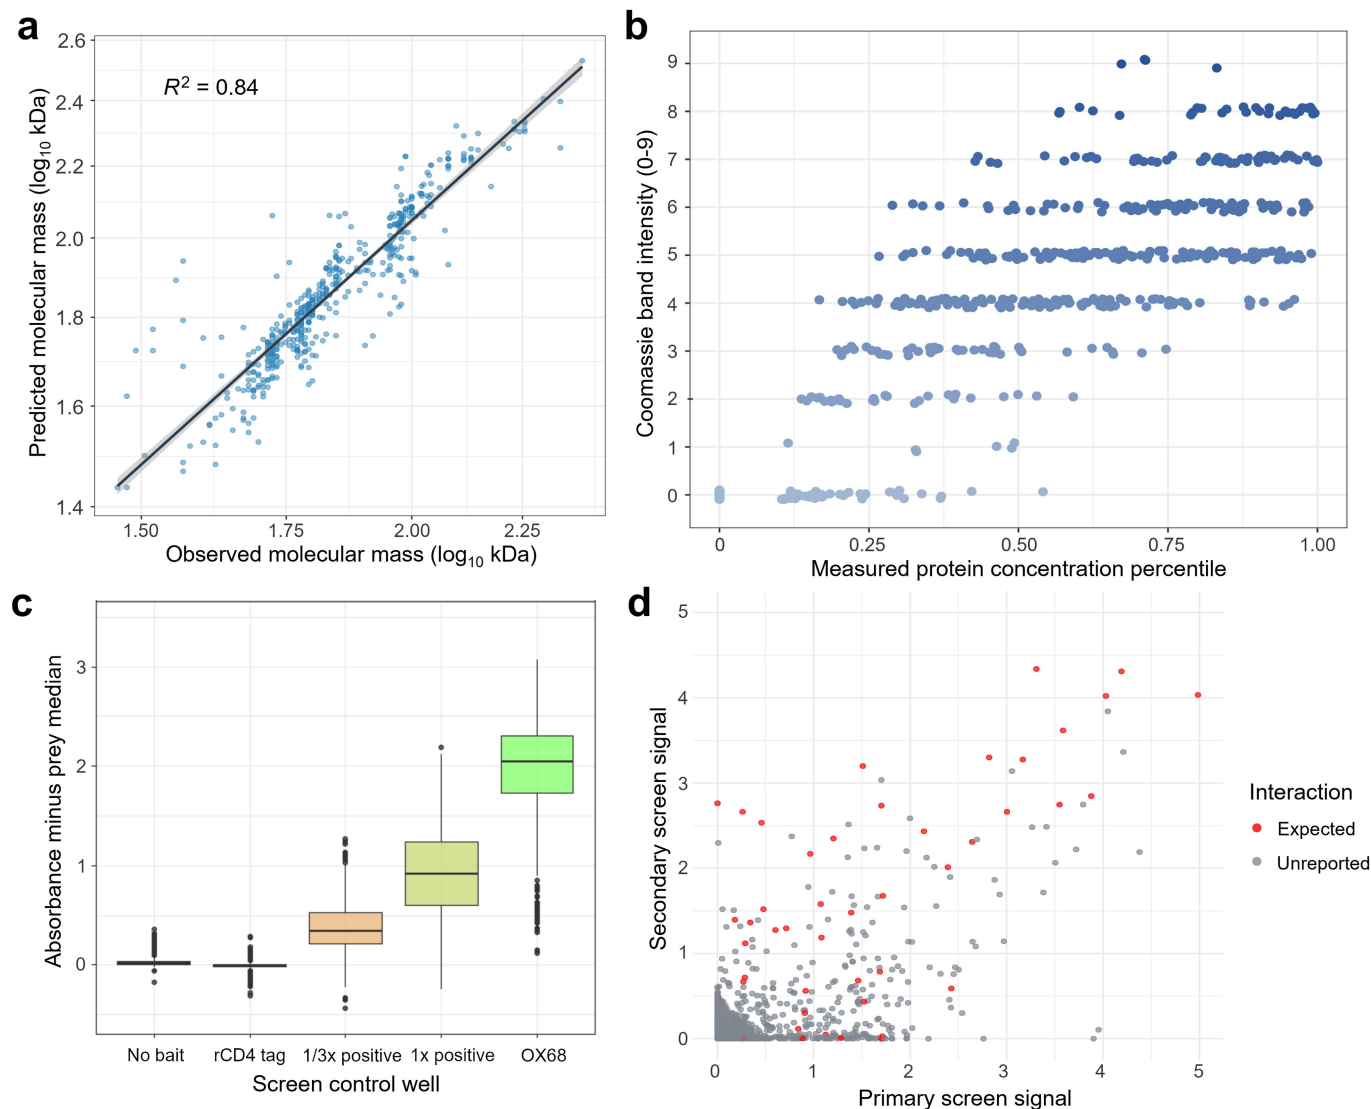 a
2.6
2.4
2.2
2.0
1.8
1.6
1.4
Predicted molecular mass (log10 kDa)
R² = 0.84
1.50 1.75 2.00 2.25
Observed molecular mass (log10 kDa)
b
9
8
7
6
5
4
3
2
1
0
Coomassie band intensity (0-9)
0 0.25 0.50 0.75 1.00
Measured protein concentration percentile
c
3
2
1
0
Absorbance minus prey median
No bait rCD4 tag 1/3x positive 1x positive OX68
Screen control well
d
5
4
3
2
1
0
Secondary screen signal
0 1 2 3 4 5
Primary screen signal
Interaction
Expected
Unreported